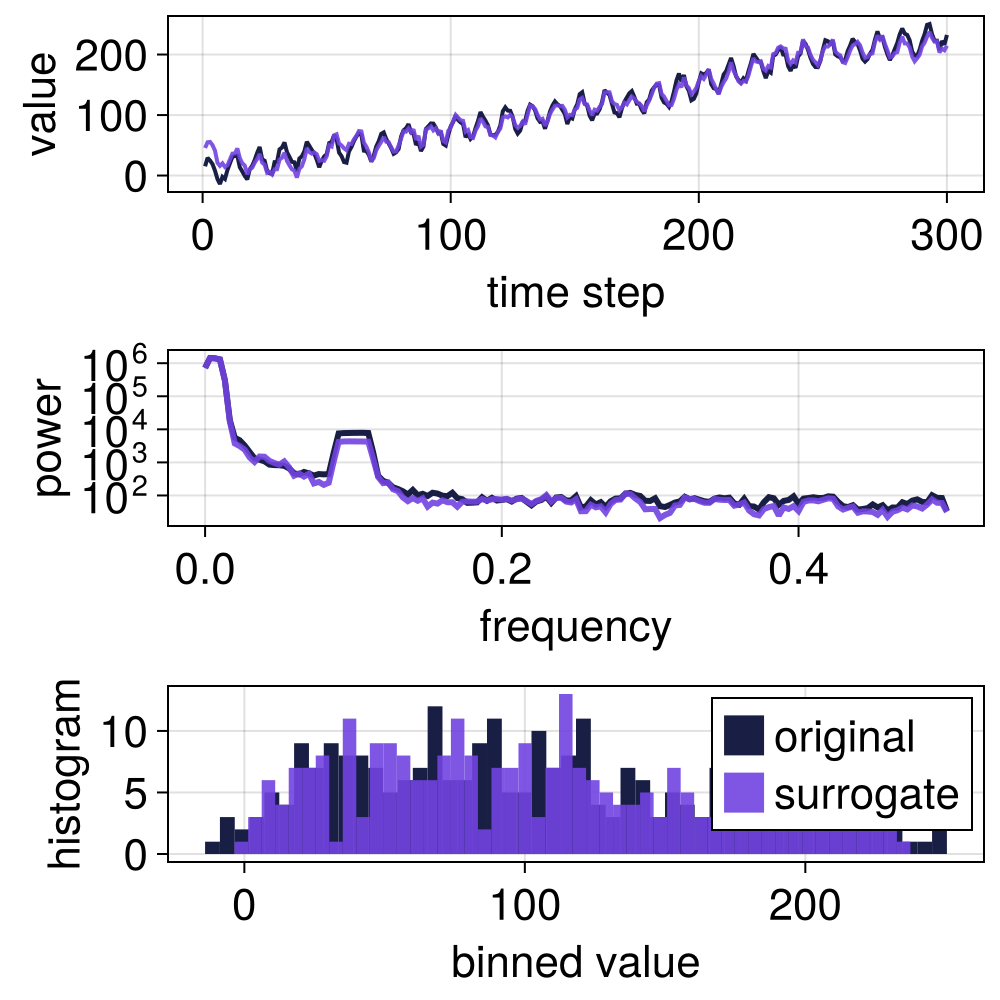 value
200
100
0
0 100 200 300
time step
power
10^6
10^5
10^4
10^3
10^2
0.0 0.2 0.4
frequency
histogram
10
5
0
original
surrogate
0 100 200
binned value